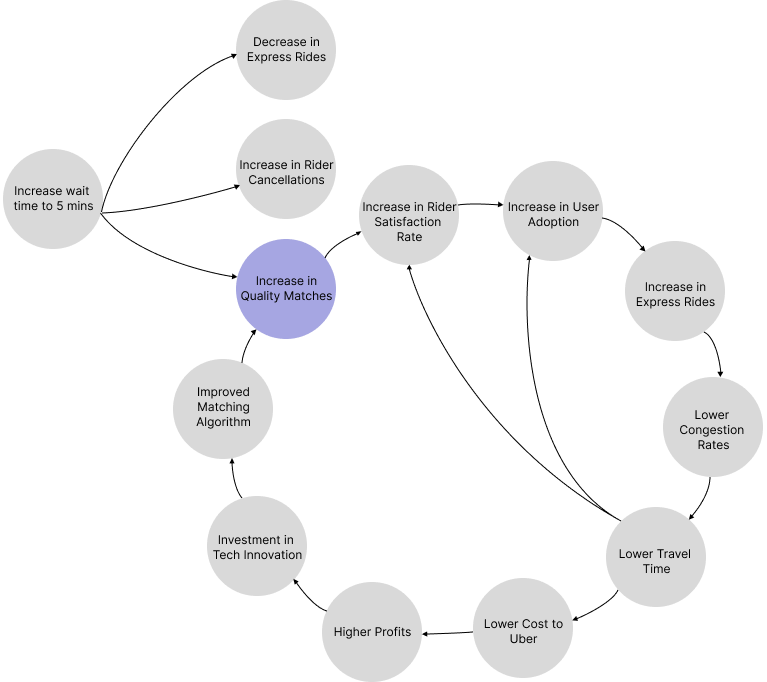 Decrease in
Express Rides
Increase in Rider
Cancellations
Increase wait
time to 5 mins
Increase in Rider
Satisfaction
Rate
Increase in User
Adoption
Increase in
Quality Matches
Increase in
Express Rides
Improved
Matching
Algorithm
Lower
Congestion
Rates
Investment in
Tech Innovation
Lower Travel
Time
Higher Profits
Lower Cost to
Uber